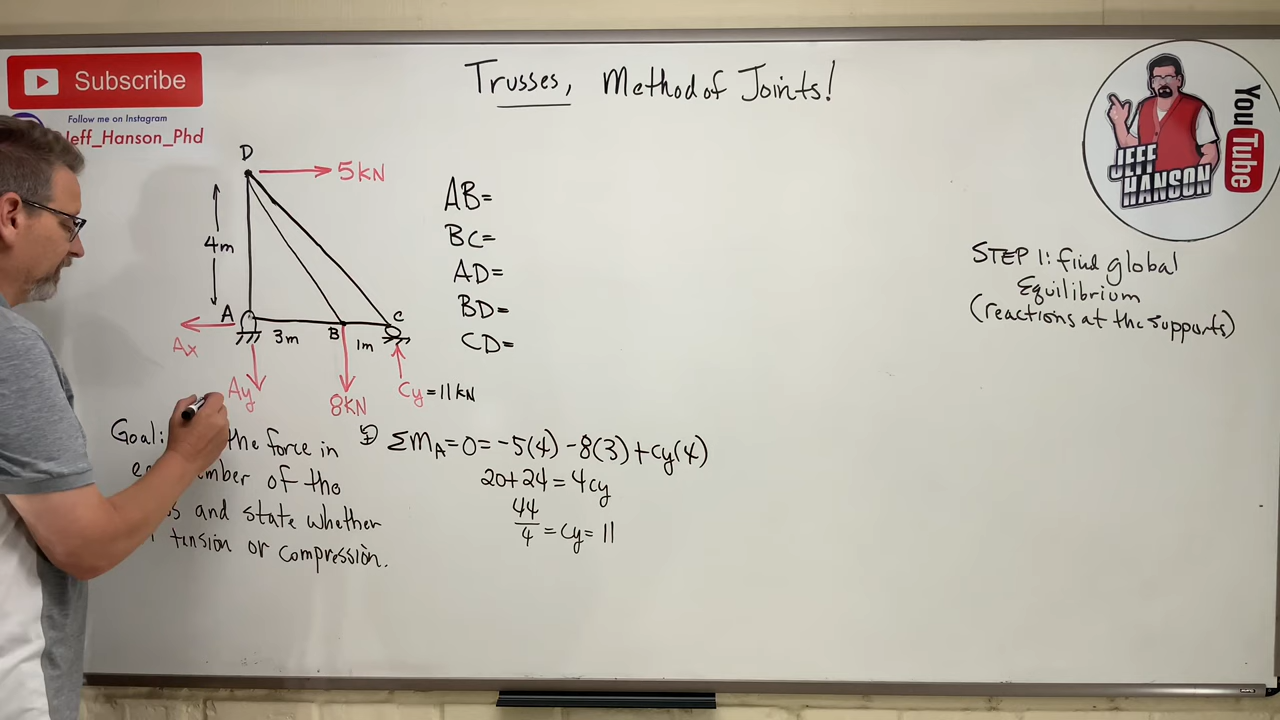 Subscribe
Follow me on Instagram
Jeff_Hanson_Phd
Trusses, Method of Joints!
YouTube
JEFF HANSON
D
5KN
4m
A
3m
B
1m
C
Ax
Ay
8KN
Cy=11KN
AB=
BC=
AD=
BD=
CD=
STEP 1: find global
Equilibrium
(reactions at the supports)
Goal: the force in
of the
and state whether
tension or compression.
ΣMA=0=-5(4)-8(3)+Cy(4)
20+24=4Cy
44/4=Cy=11